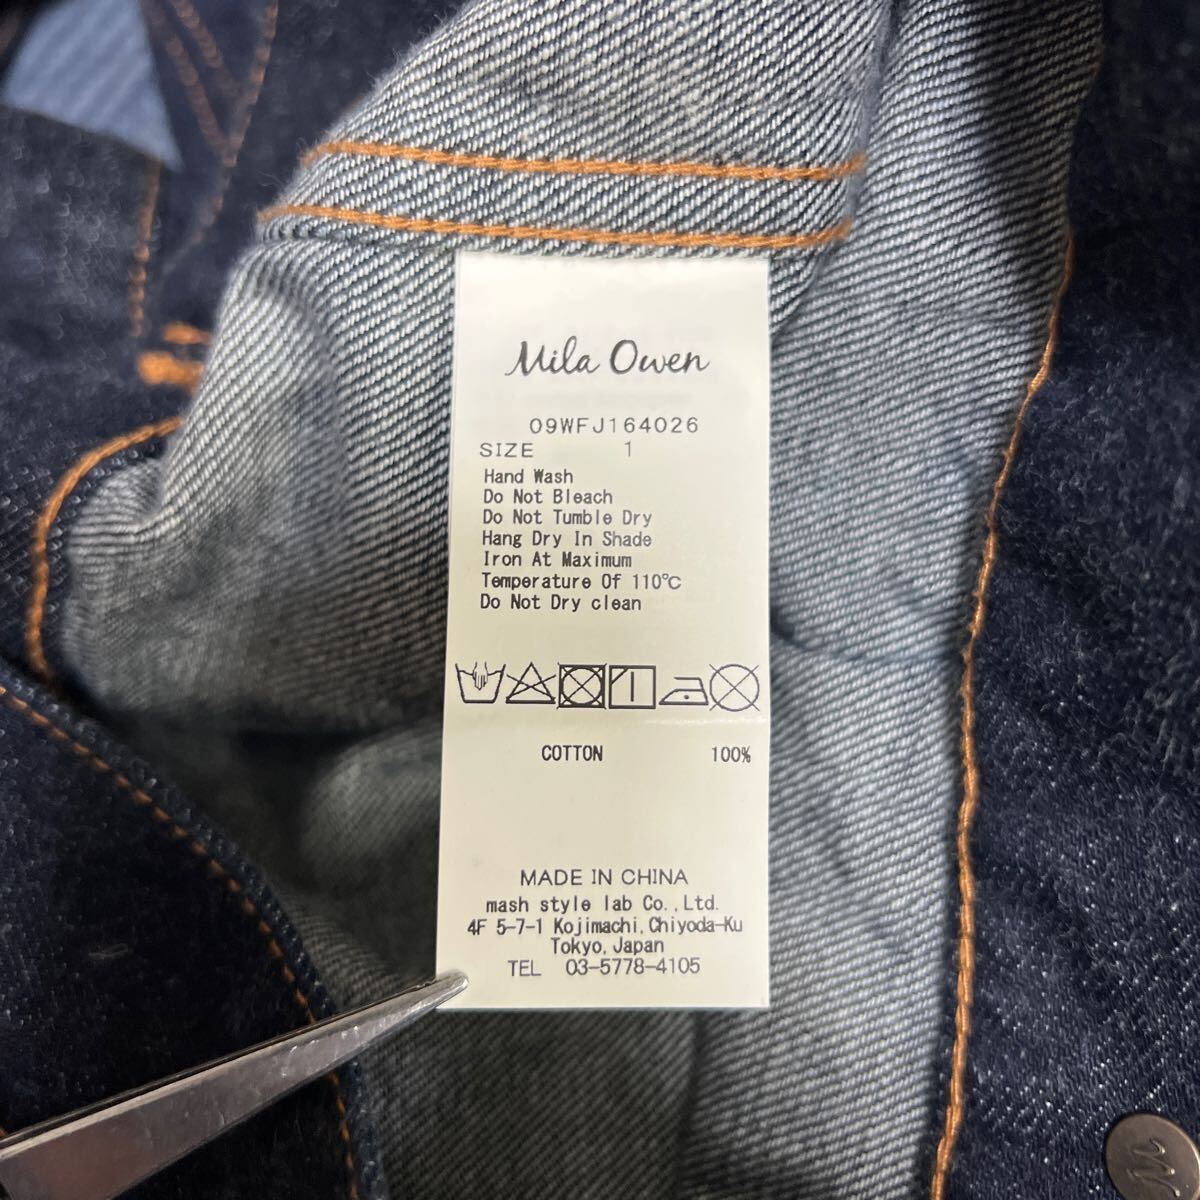 Mila Owen
09WFJ164026
SIZE 1
Hand Wash
Do Not Bleach
Do Not Tumble Dry
Hang Dry In Shade
Iron At Maximum
Temperature Of 110℃
Do Not Dry clean
COTTON 100%
MADE IN CHINA
mash style lab Co.,Ltd.
4F 5-7-1 Kojimachi,Chiyoda-Ku
Tokyo,Japan
TEL 03-5778-4105